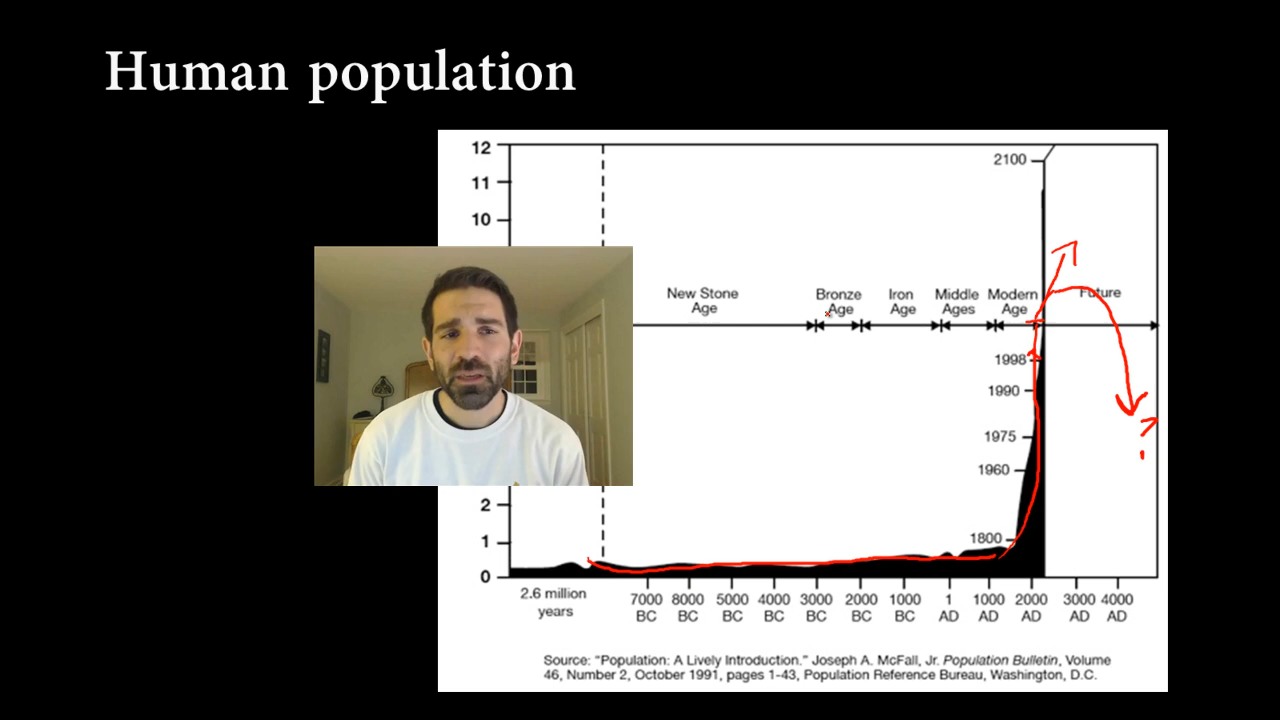 Human population
12
11
10
2
1
0
2100
New Stone
Age
Bronze
Age
Iron
Age
Middle
Ages
Modern
Age
Future
1998
1990
1975
1960
1800
2.6 million
years
7000
BC
8000
BC
5000
BC
4000
BC
3000
BC
2000
BC
1000
BC
1
AD
1000
AD
2000
AD
3000
AD
4000
AD
?
Source: "Population: A Lively Introduction." Joseph A. McFall, Jr. Population Bulletin, Volume
46, Number 2, October 1991, pages 1-43, Population Reference Bureau, Washington, D.C.